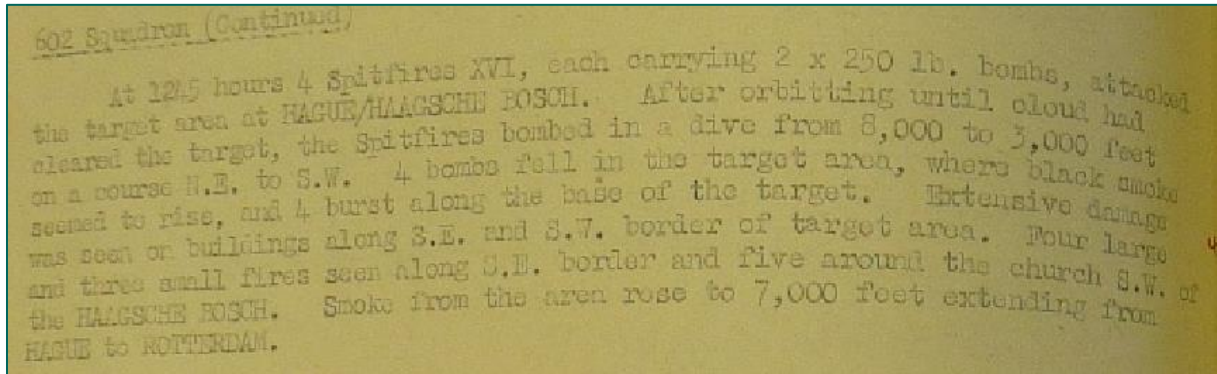 602 Squadron (Continued)
At 1245 hours 4 Spitfires XVI, each carrying 2 x 250 lb. bombs, attacked
the target area at HAGUE/HAAGSCHE BOSCH. After orbitting until cloud had
cleared the target, the Spitfires bombed in a dive from 8,000 to 3,000 feet
on a course N.E. to S.W. 4 bombs fell in the target area, where black smoke
seemed to rise, and 4 burst along the base of the target. Extensive damage
was seen on buildings along S.E. and S.W. border of target area. Four large
and three small fires seen along S.E. border and five around the church S.W. of
the HAAGSCHE BOSCH. Smoke from the area rose to 7,000 feet extending from
HAGUE to ROTTERDAM.